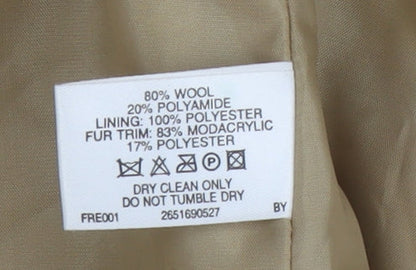 80% WOOL
20% POLYAMIDE
LINING: 100% POLYESTER
FUR TRIM: 83% MODACRYLIC
17% POLYESTER
P
DRY CLEAN ONLY
DO NOT TUMBLE DRY
FRE001 2651690527 BY